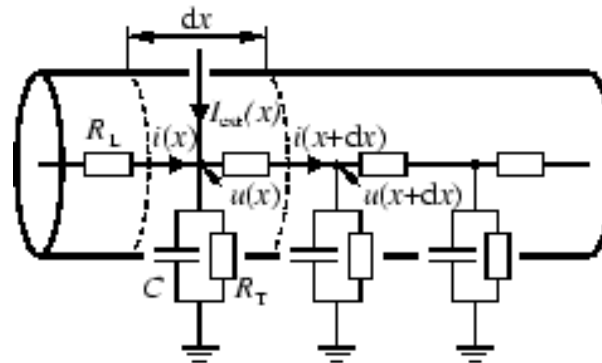 dx
I_ext(x)
R_L i(x) i(x+dx)
u(x) u(x+dx)
C R_T